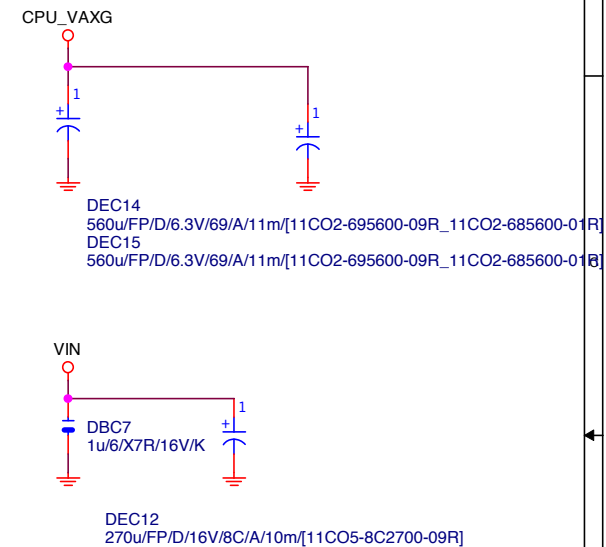 CPU_VAXG
1
+
1
+
DEC14
560u/FP/D/6.3V/69/A/11m/[11CO2-695600-09R_11CO2-685600-01R]
DEC15
560u/FP/D/6.3V/69/A/11m/[11CO2-695600-09R_11CO2-685600-01R]
VIN
1
+
DBC7
1u/6/X7R/16V/K
DEC12
270u/FP/D/16V/8C/A/10m/[11CO5-8C2700-09R]